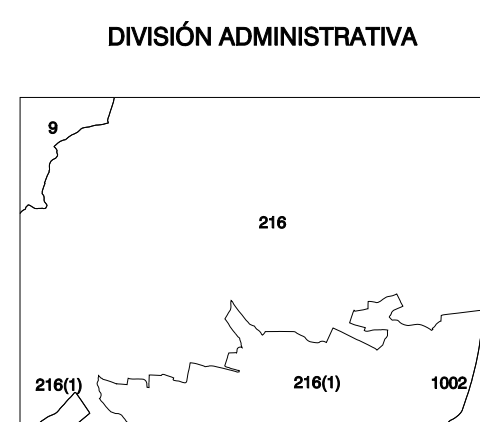 DIVISIÓN ADMINISTRATIVA
9
216
216(1) 216(1) 1002